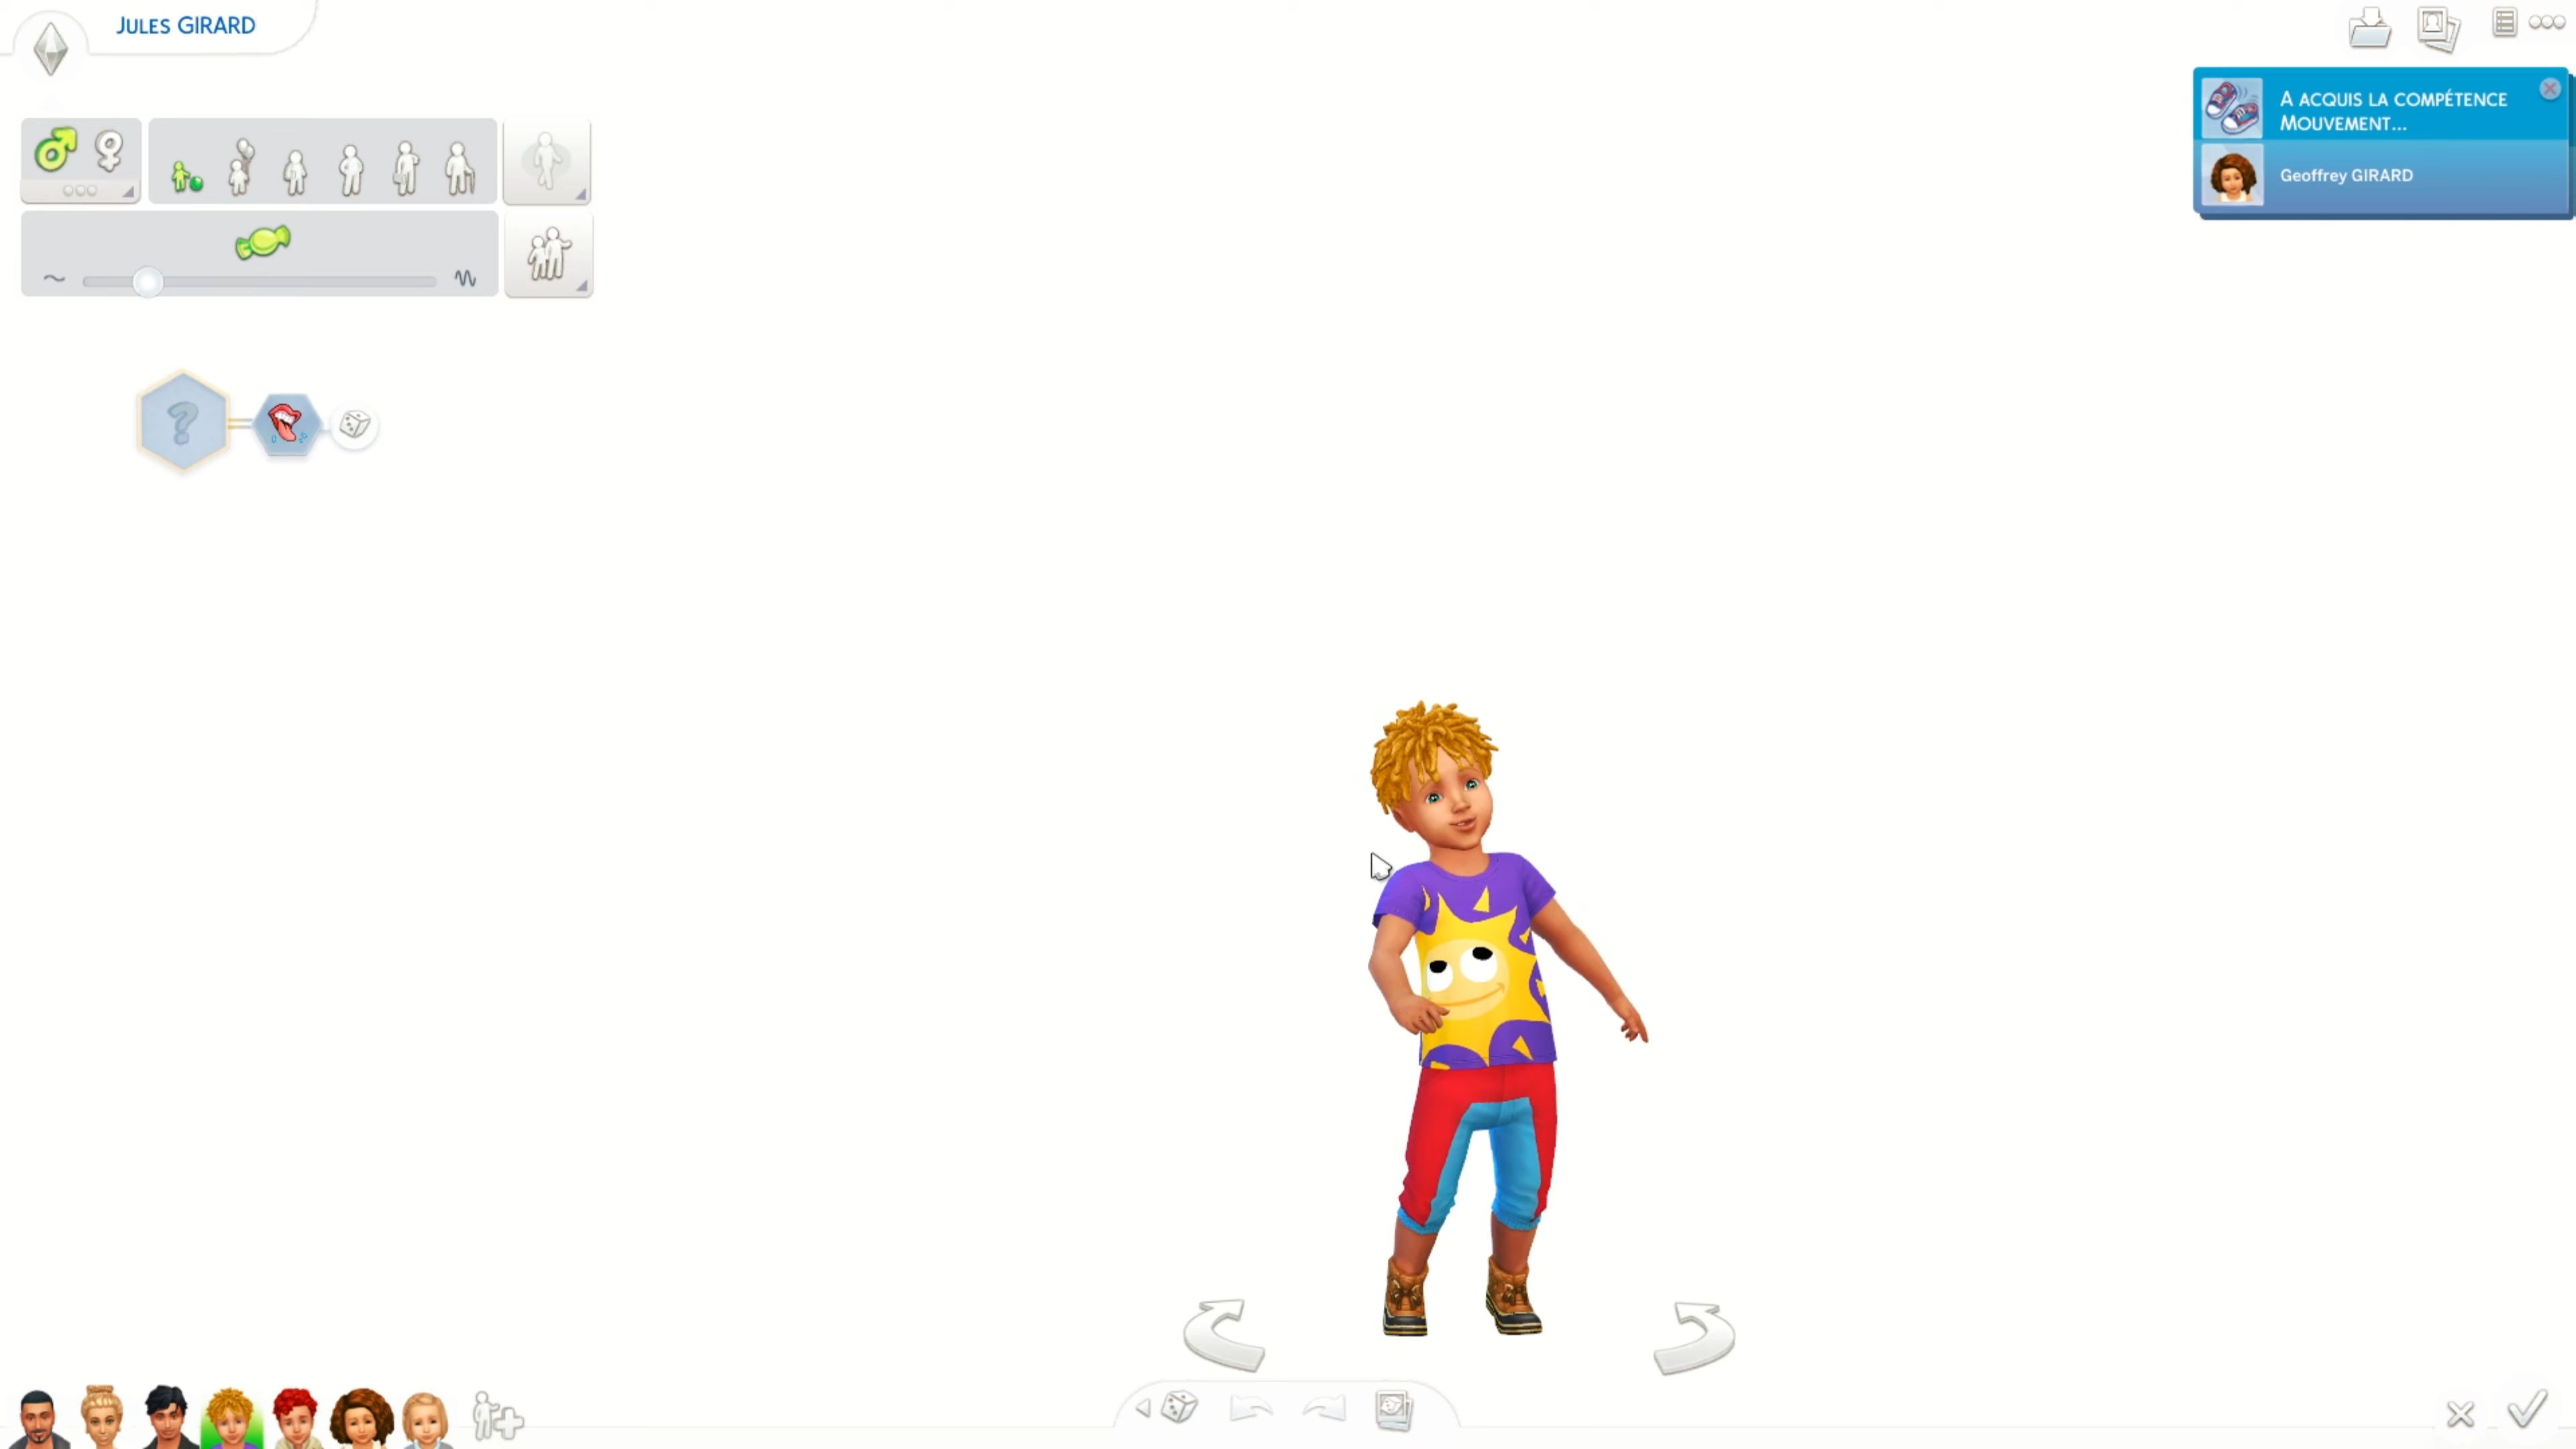 JULES GIRARD
A ACQUIS LA COMPÉTENCE
MOUVEMENT...
Geoffrey GIRARD
?